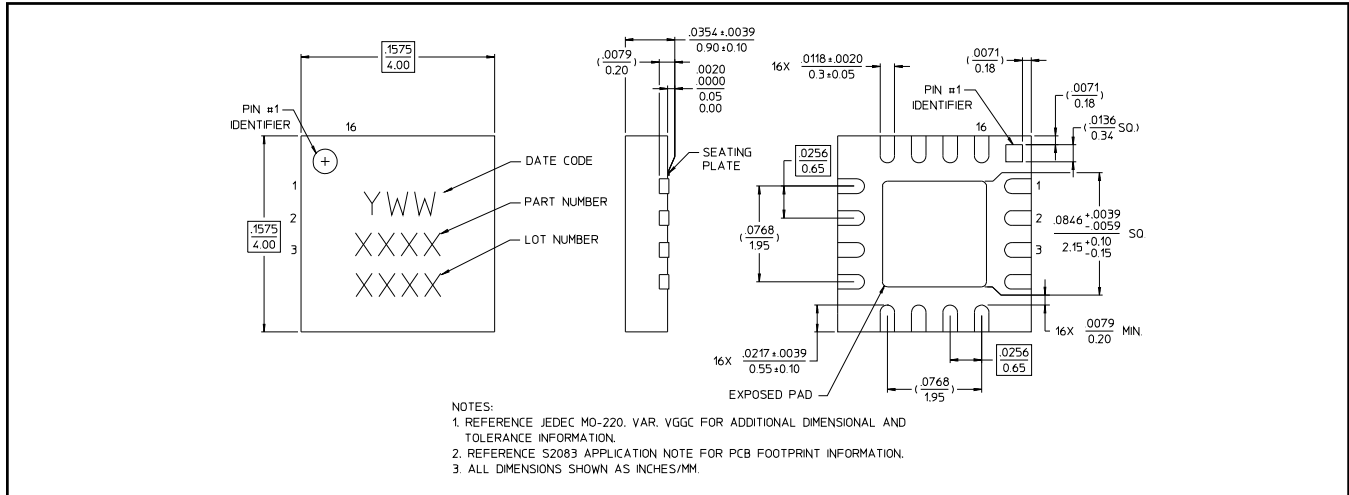 .1575
4.00
PIN #1
IDENTIFIER
16
1
2
3
.1575
4.00
YWW
XXXX
XXXX
DATE CODE
PART NUMBER
LOT NUMBER
.0354±.0039
0.90±0.10
(.0079
0.20)
.0020
.0000
0.05
0.00
SEATING
PLATE
16X .0118±.0020
0.3±0.05
(.0071
0.18)
PIN #1
IDENTIFIER
16
(.0071
0.18)
(.0136
0.34 SQ.)
.0256
0.65
(.0768
1.95)
1
2
3
.0846 +.0039
-.0059 SQ.
2.15 +0.10
-0.15
16X .0079
0.20 MIN.
16X .0217±.0039
0.55±0.10
.0256
0.65
(.0768
1.95)
EXPOSED PAD
NOTES:
1. REFERENCE JEDEC MO-220, VAR. VGGC FOR ADDITIONAL DIMENSIONAL AND
TOLERANCE INFORMATION.
2. REFERENCE S2083 APPLICATION NOTE FOR PCB FOOTPRINT INFORMATION.
3. ALL DIMENSIONS SHOWN AS INCHES/MM.